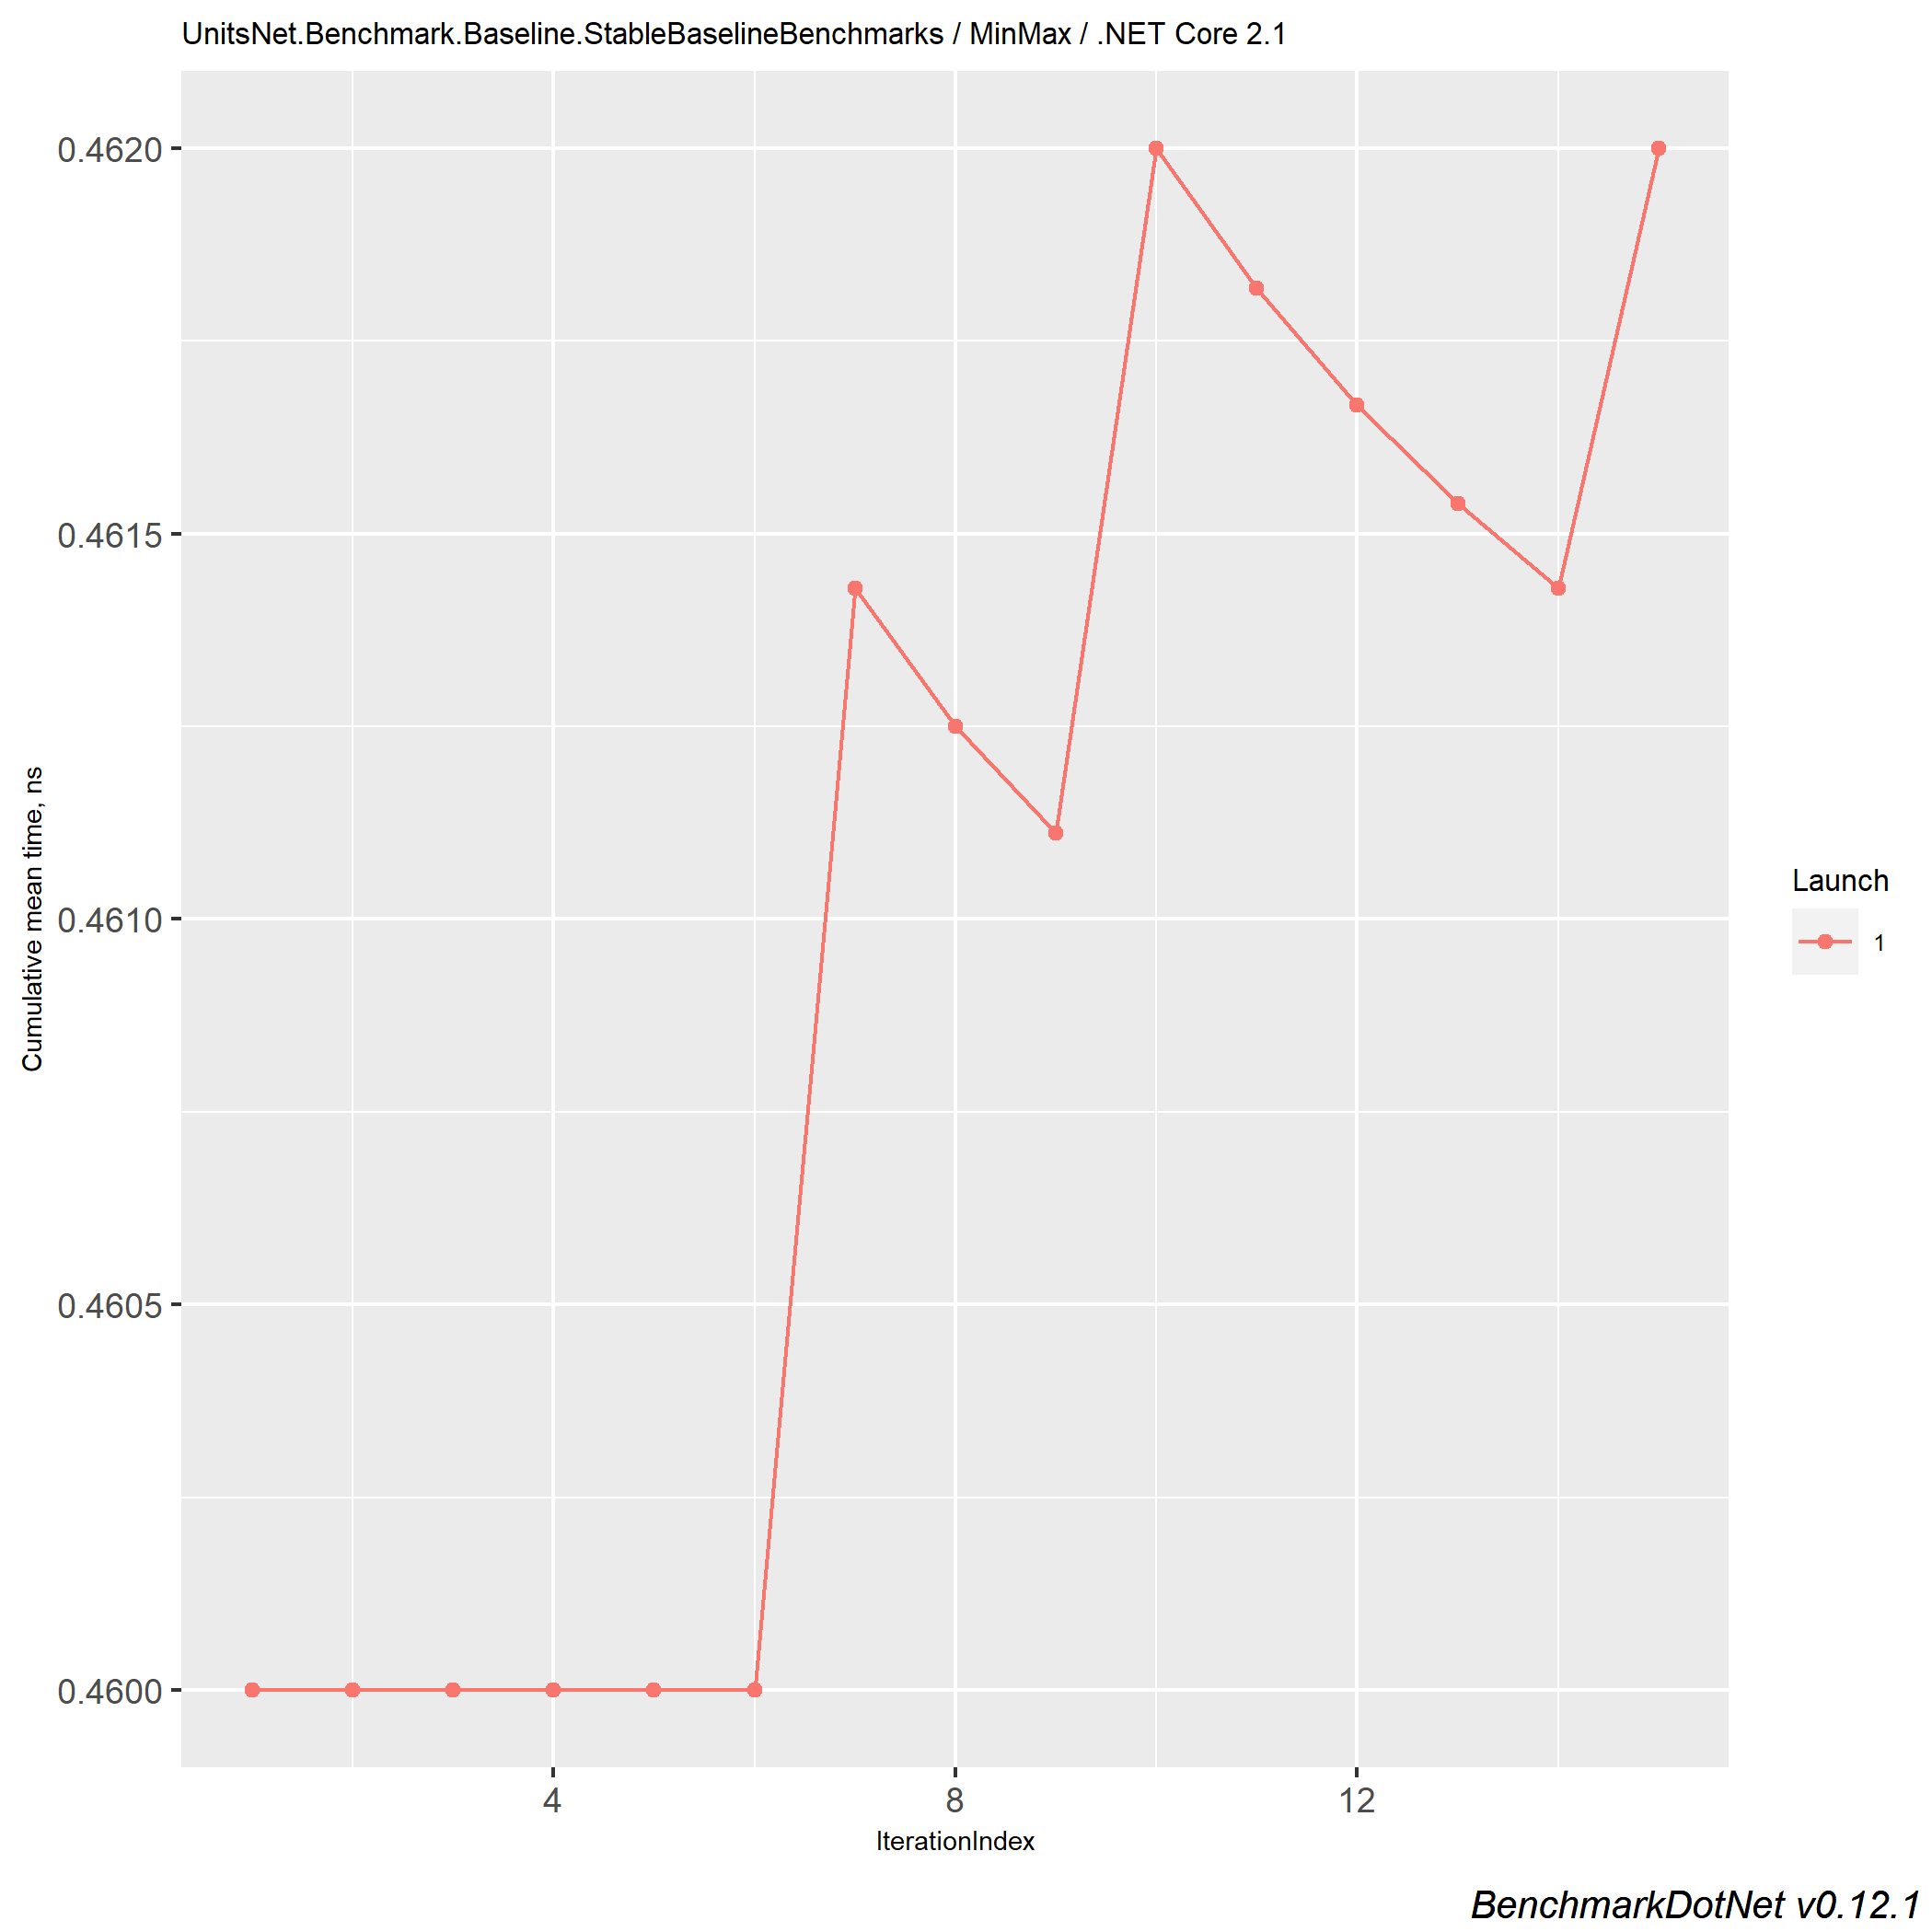 UnitsNet.Benchmark.Baseline.StableBaselineBenchmarks / MinMax / .NET Core 2.1
0.4620
0.4615
0.4610
0.4605
0.4600
Cumulative mean time, ns
4 8 12
IterationIndex
Launch
1
BenchmarkDotNet v0.12.1